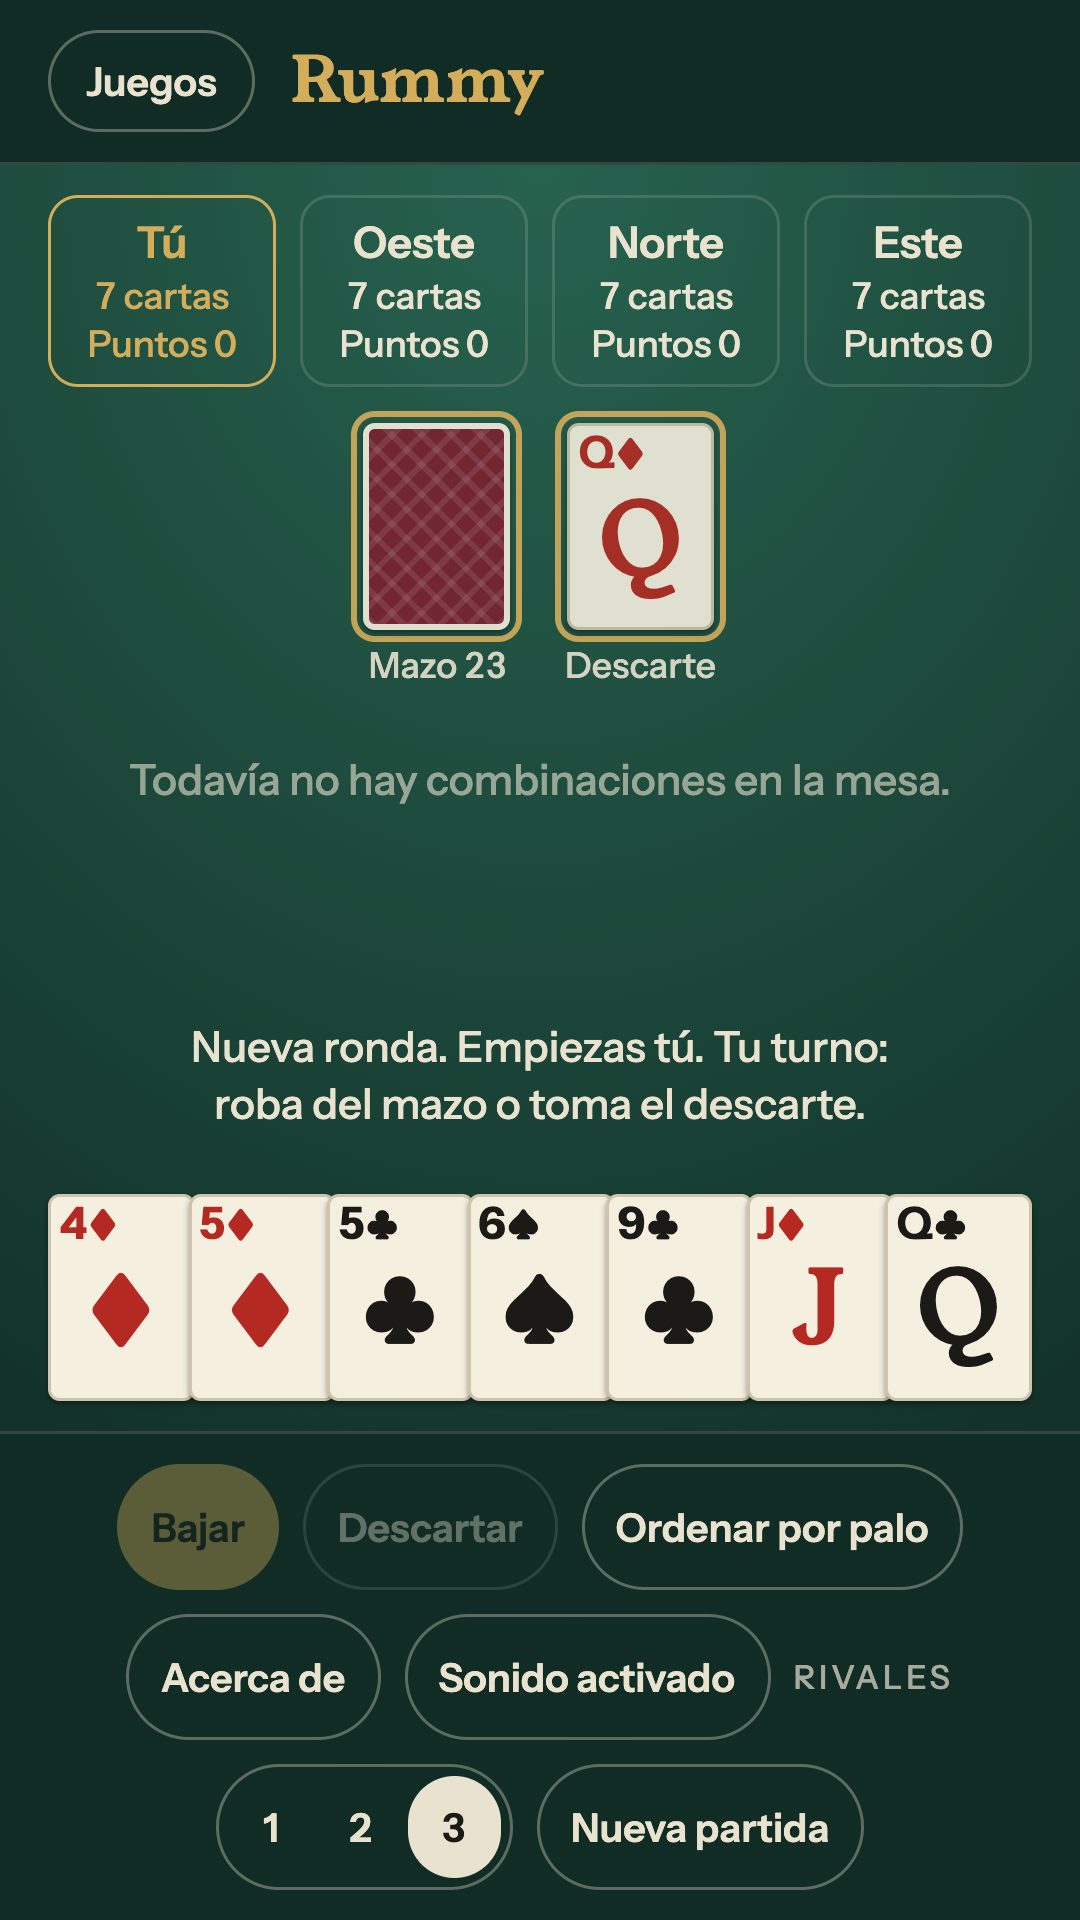 Juegos Rummy
Tú Oeste Norte Este
7 cartas 7 cartas 7 cartas 7 cartas
Puntos 0 Puntos 0 Puntos 0 Puntos 0
Q♦
Q
Mazo 23 Descarte
Todavía no hay combinaciones en la mesa.
Nueva ronda. Empiezas tú. Tu turno:
roba del mazo o toma el descarte.
4♦ 5♦ 5♣ 6♠ 9♣ J♦ Q♣
♦ ♦ ♣ ♠ ♣ J Q
Bajar Descartar Ordenar por palo
Acerca de Sonido activado RIVALES
1 2 3 Nueva partida